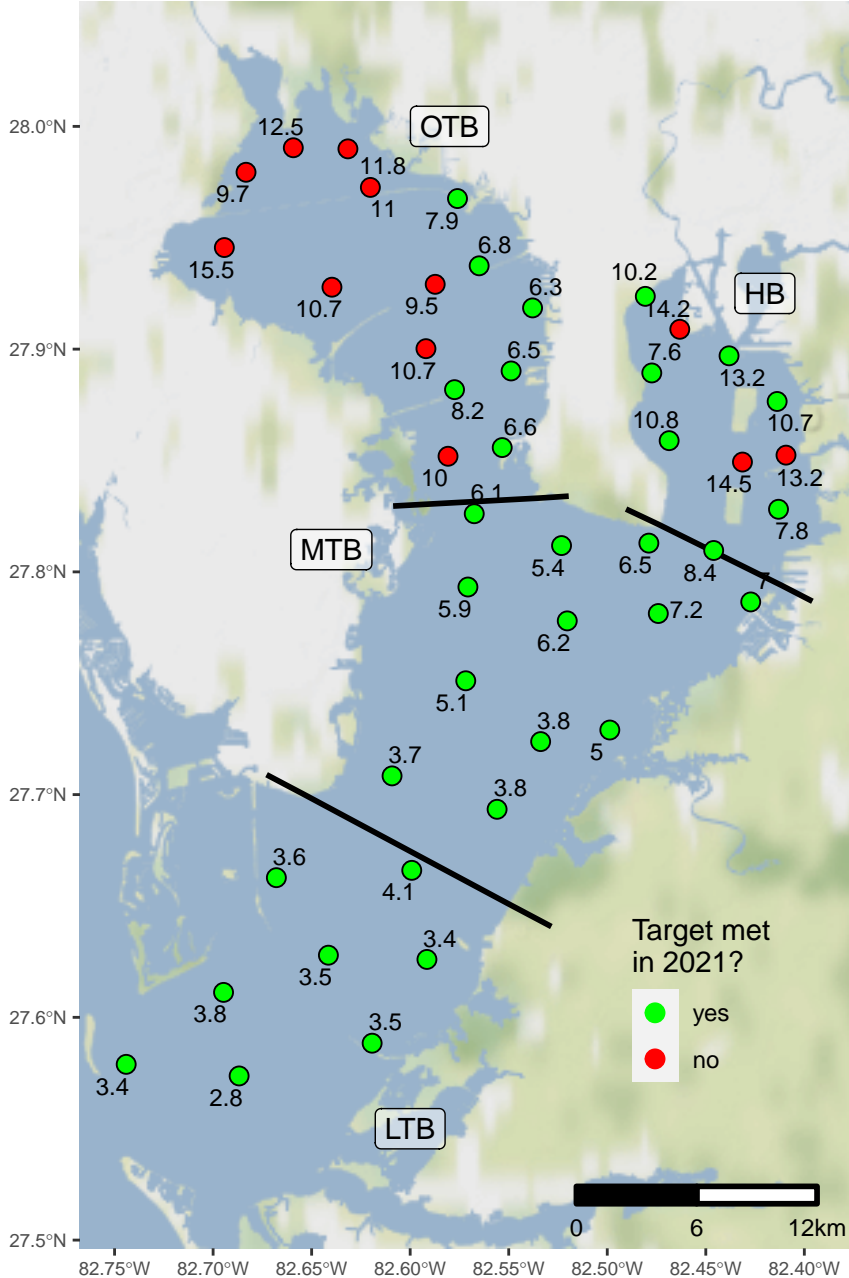 28.0°N
27.9°N
27.8°N
27.7°N
27.6°N
27.5°N
OTB
12.5
11.8
9.7
11
7.9
6.8
15.5
10.7
9.5
6.3
10.2
HB
14.2
10.7
6.5
7.6
13.2
8.2
10.7
6.6
10.8
10
14.5
13.2
6.1
7.8
MTB
5.4
6.5
8.4
7
5.9
6.2
7.2
5.1
3.8
5
3.7
3.8
3.6
4.1
3.4
3.5
3.8
3.5
3.4
2.8
LTB
Target met
in 2021?
yes
no
0 6 12km
82.75°W 82.70°W 82.65°W 82.60°W 82.55°W 82.50°W 82.45°W 82.40°W